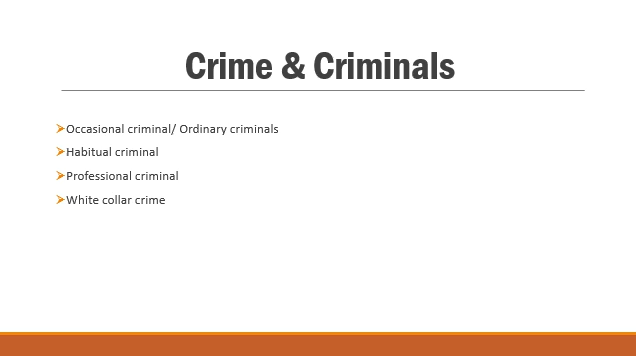 Crime & Criminals
➢Occasional criminal/ Ordinary criminals
➢Habitual criminal
➢Professional criminal
➢White collar crime